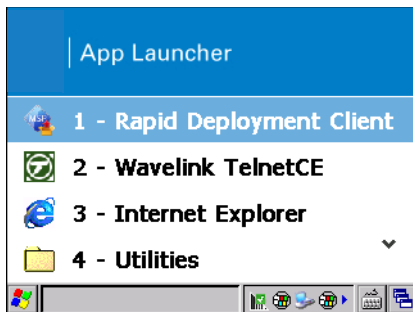 App Launcher
1 - Rapid Deployment Client
2 - Wavelink TelnetCE
3 - Internet Explorer
4 - Utilities